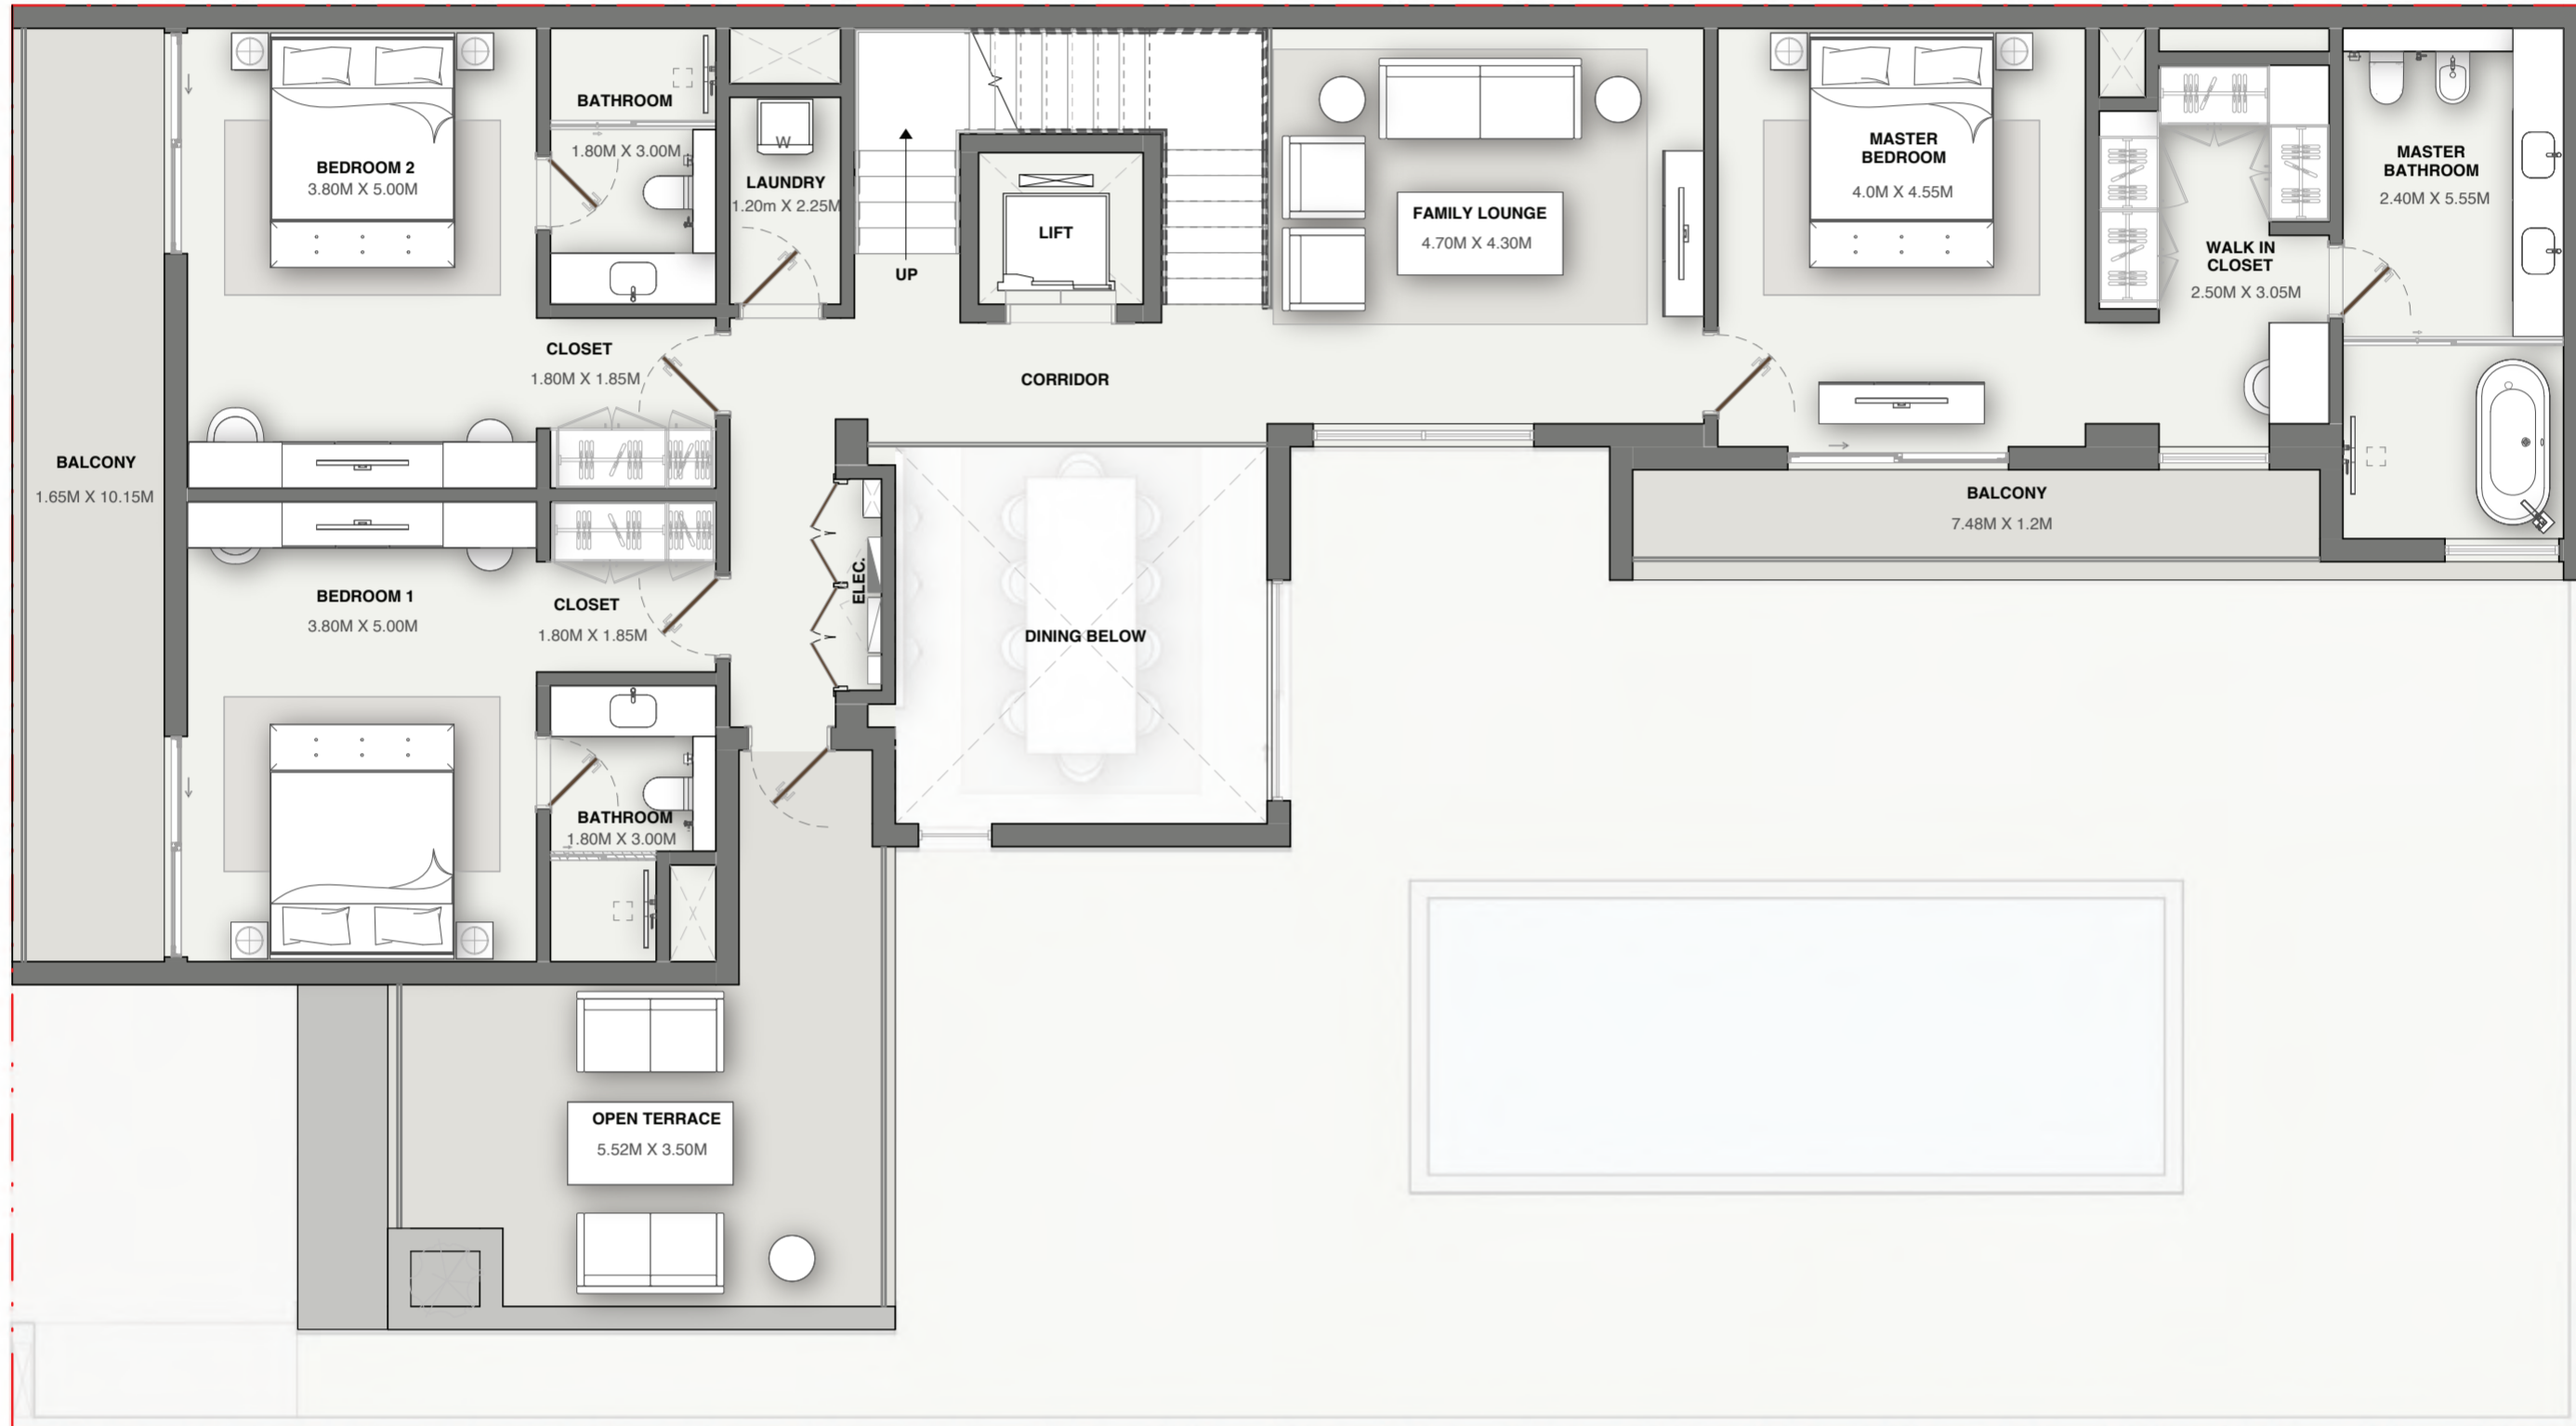 BEDROOM 2
3.80M X 5.00M
BATHROOM
1.80M X 3.00M
W
LAUNDRY
1.20m X 2.25M
UP
LIFT
FAMILY LOUNGE
4.70M X 4.30M
MASTER
BEDROOM
4.0M X 4.55M
WALK IN
CLOSET
2.50M X 3.05M
MASTER
BATHROOM
2.40M X 5.55M
CLOSET
1.80M X 1.85M
CORRIDOR
BALCONY
1.65M X 10.15M
BALCONY
7.48M X 1.2M
BEDROOM 1
3.80M X 5.00M
CLOSET
1.80M X 1.85M
ELEC.
DINING BELOW
BATHROOM
1.80M X 3.00M
OPEN TERRACE
5.52M X 3.50M